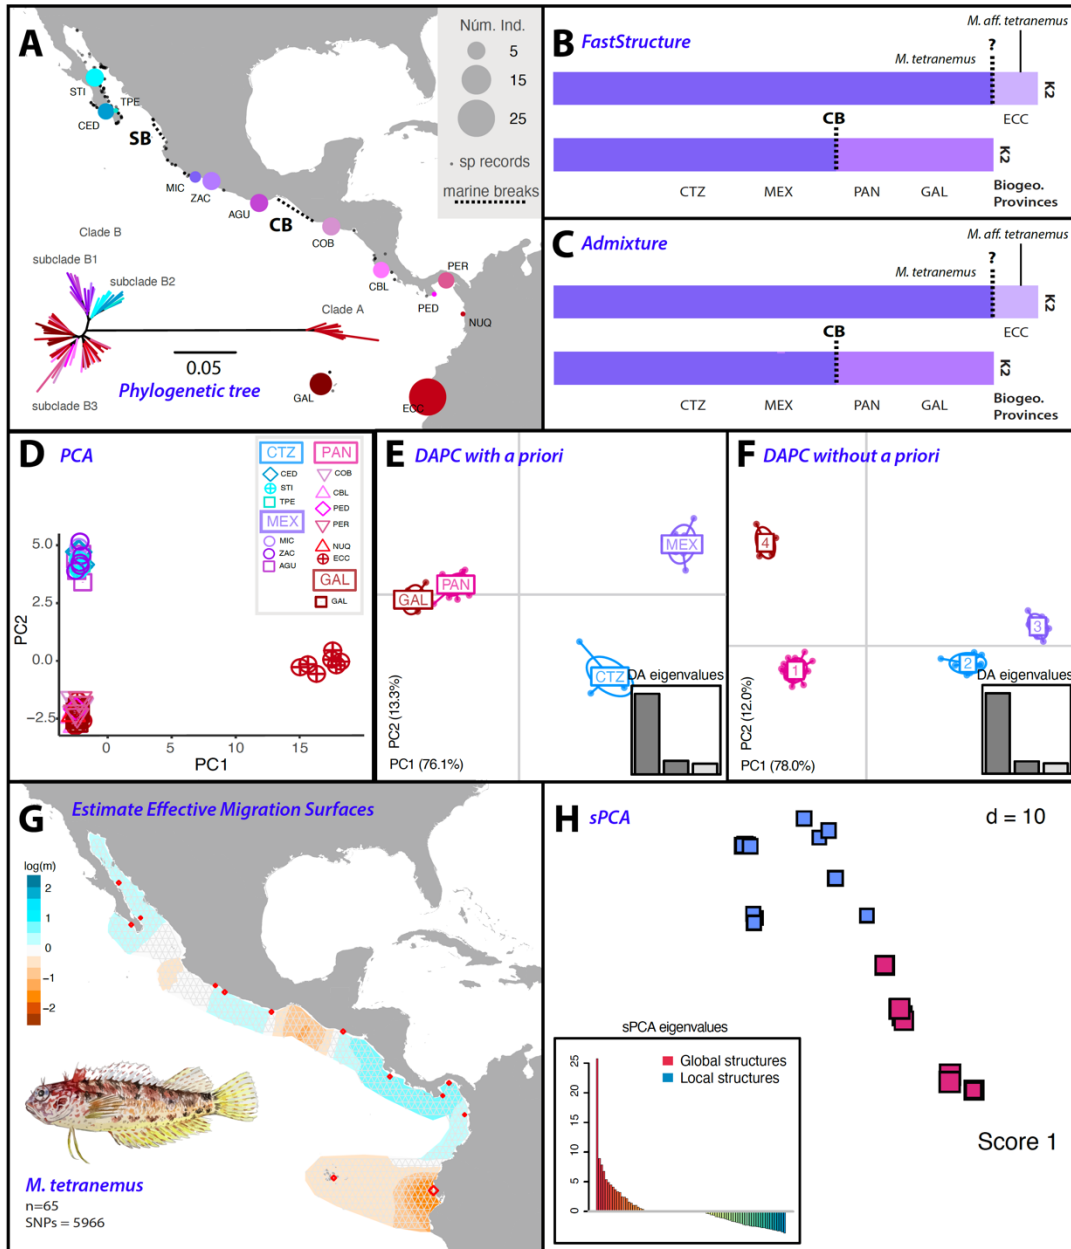 A
Núm. Ind.
5
15
25
sp records
marine breaks
STI
TPE
CED
SB
MIC
ZAC
AGU
CB
COB
CBL
PER
PED
NUQ
GAL
ECC
Clade B
subclade B1
subclade B2
Clade A
0.05
Phylogenetic tree
subclade B3
B FastStructure
M. aff. tetranemus
?
M. tetranemus
K2
ECC
CB
K2
CTZ MEX PAN GAL
Biogeo.
Provinces
C Admixture
M. aff. tetranemus
?
M. tetranemus
K2
ECC
CB
K2
CTZ MEX PAN GAL
Biogeo.
Provinces
D PCA
CTZ
CED
STI
TPE
MEX
MIC
ZAC
AGU
PAN
COB
CBL
PED
PER
NUQ
ECC
GAL
GAL
5.0
2.5
0.0
−2.5
PC2
0 5 10 15
PC1
E DAPC with a priori
MEX
PAN
GAL
CTZ
DA eigenvalues
PC2 (13.3%)
PC1 (76.1%)
F DAPC without a priori
4
3
2
1
DA eigenvalues
PC2 (12.0%)
PC1 (78.0%)
G Estimate Effective Migration Surfaces
log(m)
2
1
0
−1
−2
M. tetranemus
n=65
SNPs = 5966
H sPCA
d = 10
Score 1
sPCA eigenvalues
Global structures
Local structures
25
20
15
10
5
0